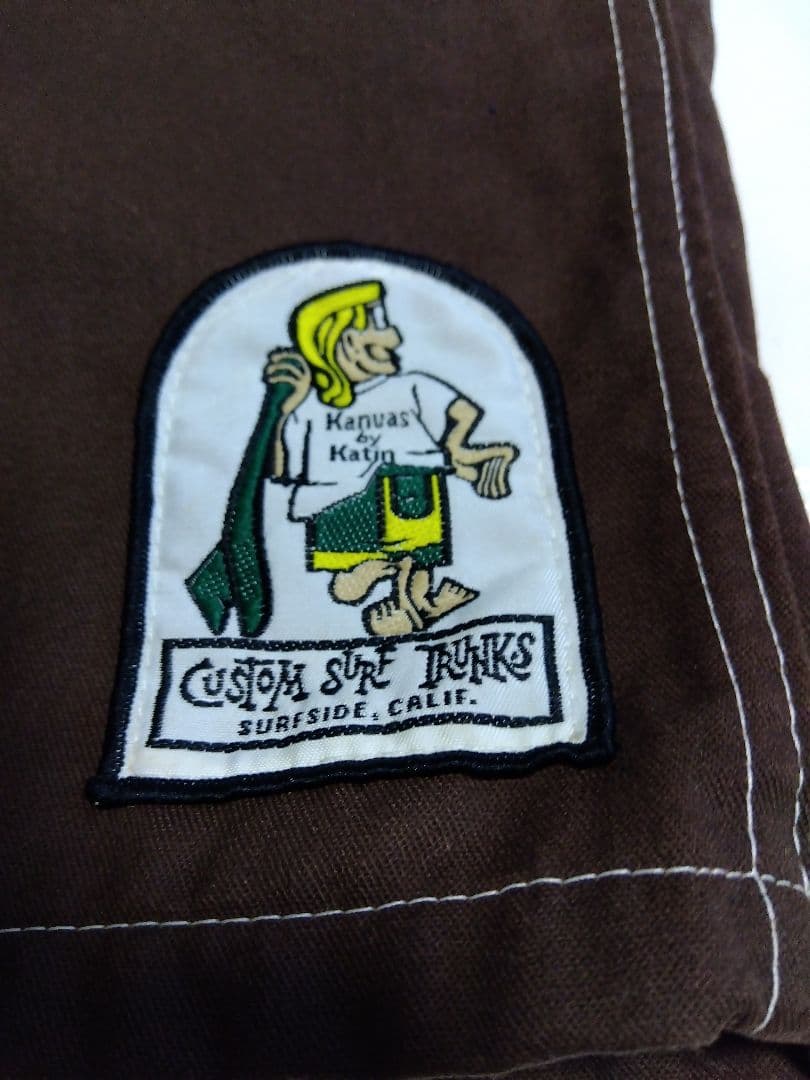 Kanvas
by
Katin
CUSTOM SURF TRUNKS
SURFSIDE, CALIF.